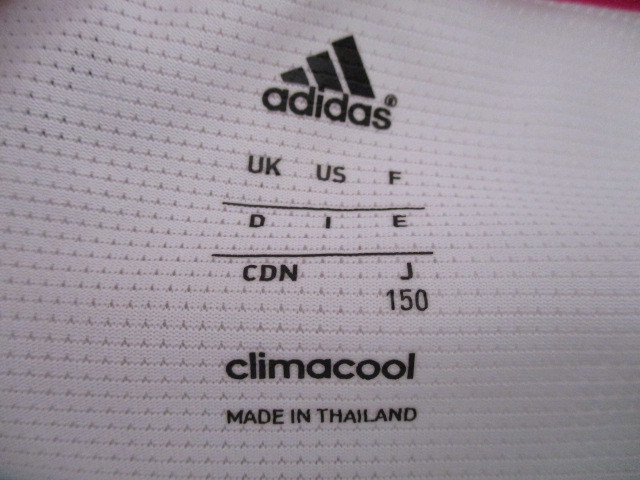 adidas®
UK US F
D I E
CDN J
150
climacool
MADE IN THAILAND